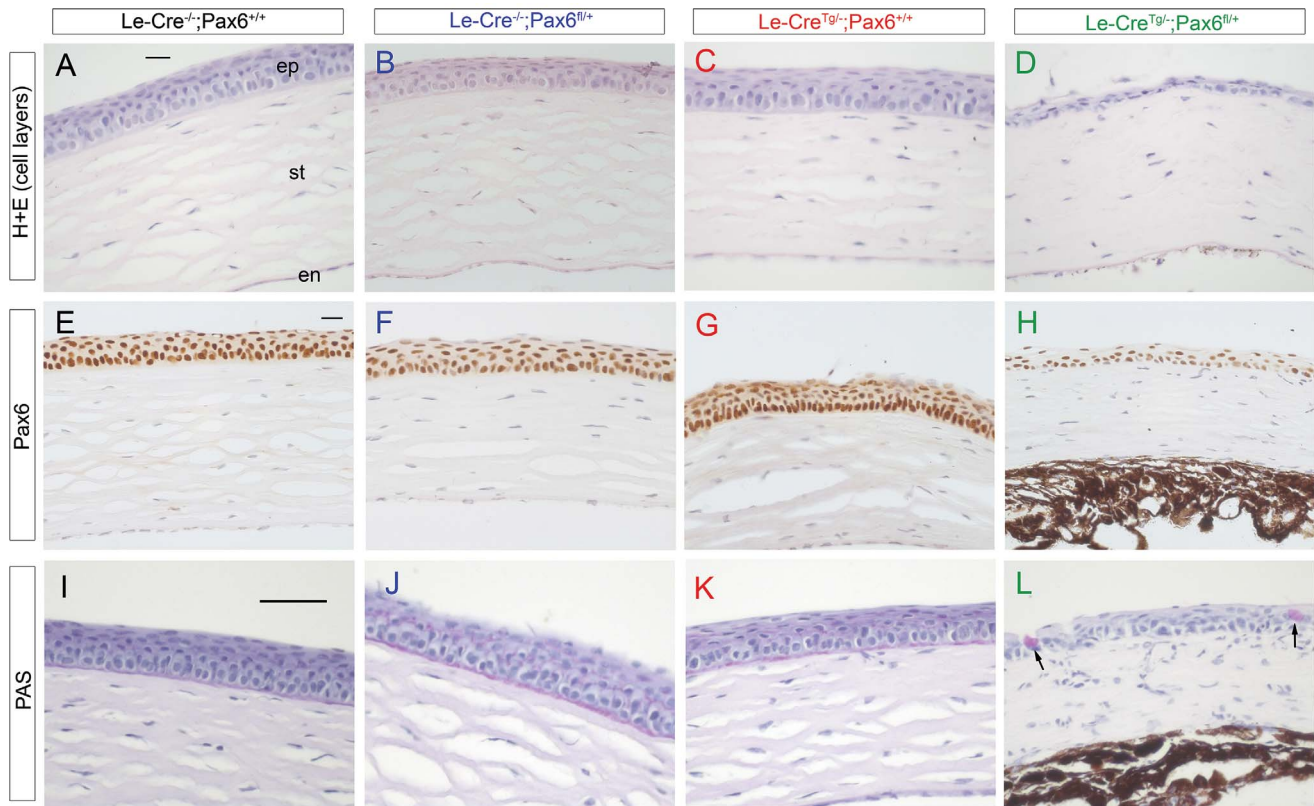 Le-Cre-/-;Pax6+/+
Le-Cre-/-;Pax6fl/+
Le-CreTg/-;Pax6+/+
Le-CreTg/-;Pax6fl/+
H+E (cell layers)
A
ep
st
en
B
C
D
Pax6
E
F
G
H
PAS
I
J
K
L